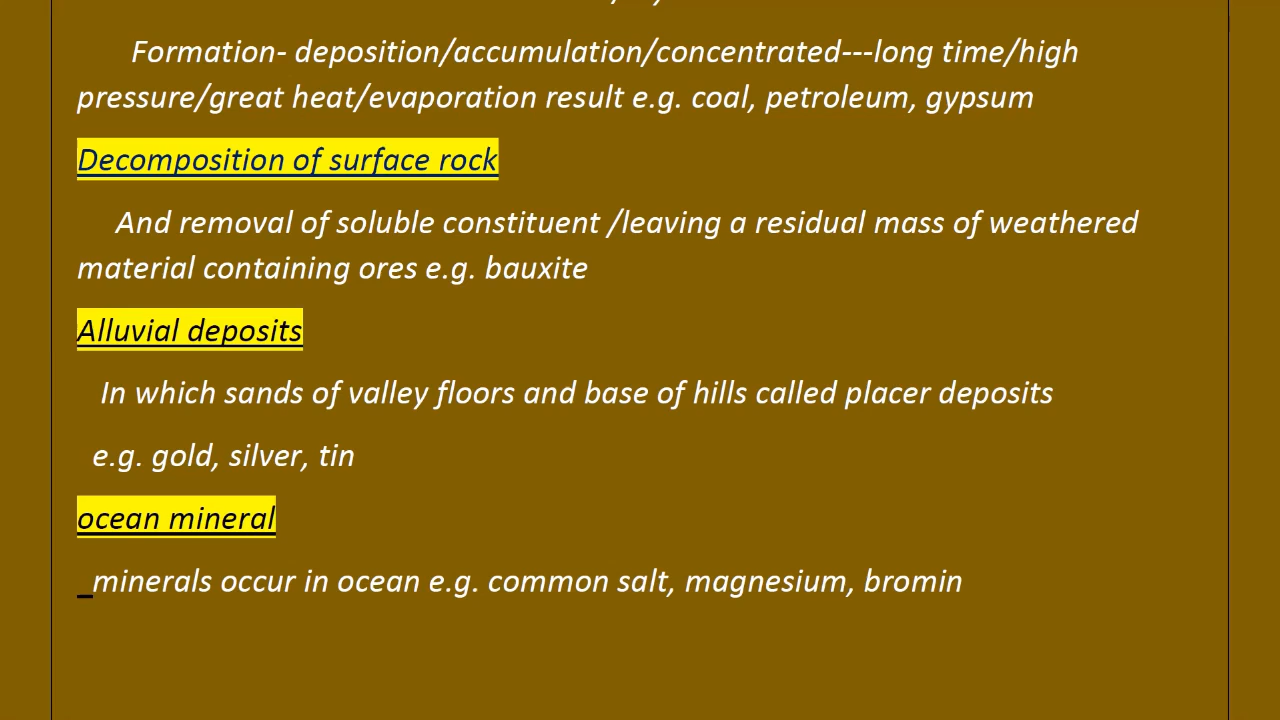 Formation- deposition/accumulation/concentrated---long time/high
pressure/great heat/evaporation result e.g. coal, petroleum, gypsum
Decomposition of surface rock
And removal of soluble constituent /leaving a residual mass of weathered
material containing ores e.g. bauxite
Alluvial deposits
In which sands of valley floors and base of hills called placer deposits
e.g. gold, silver, tin
ocean mineral
_minerals occur in ocean e.g. common salt, magnesium, bromin